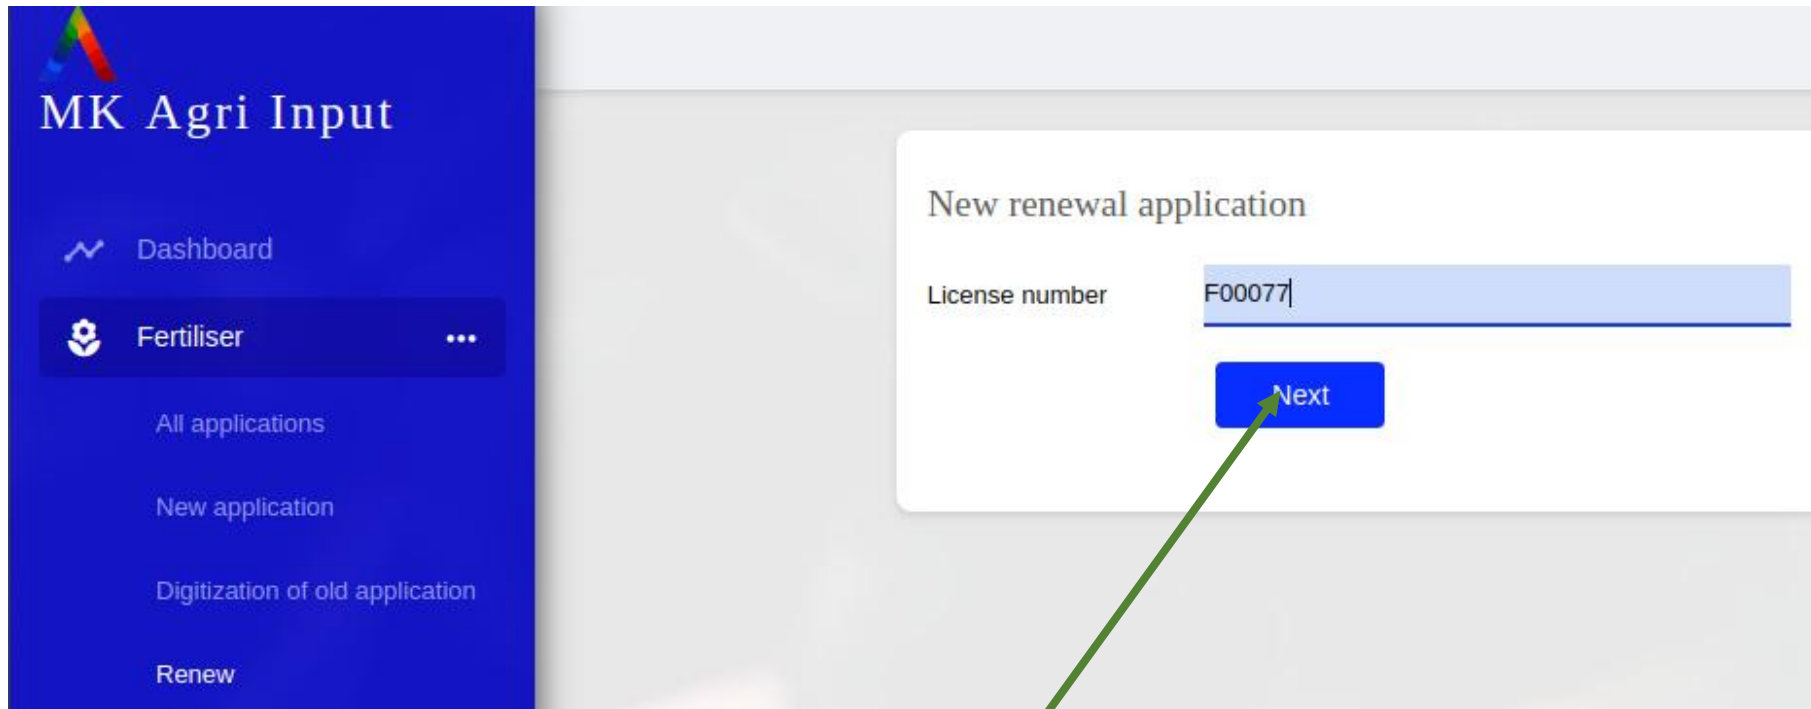 MK Agri Input
Dashboard
Fertiliser
All applications
New application
Digitization of old application
Renew
New renewal application
License number F00077
Next